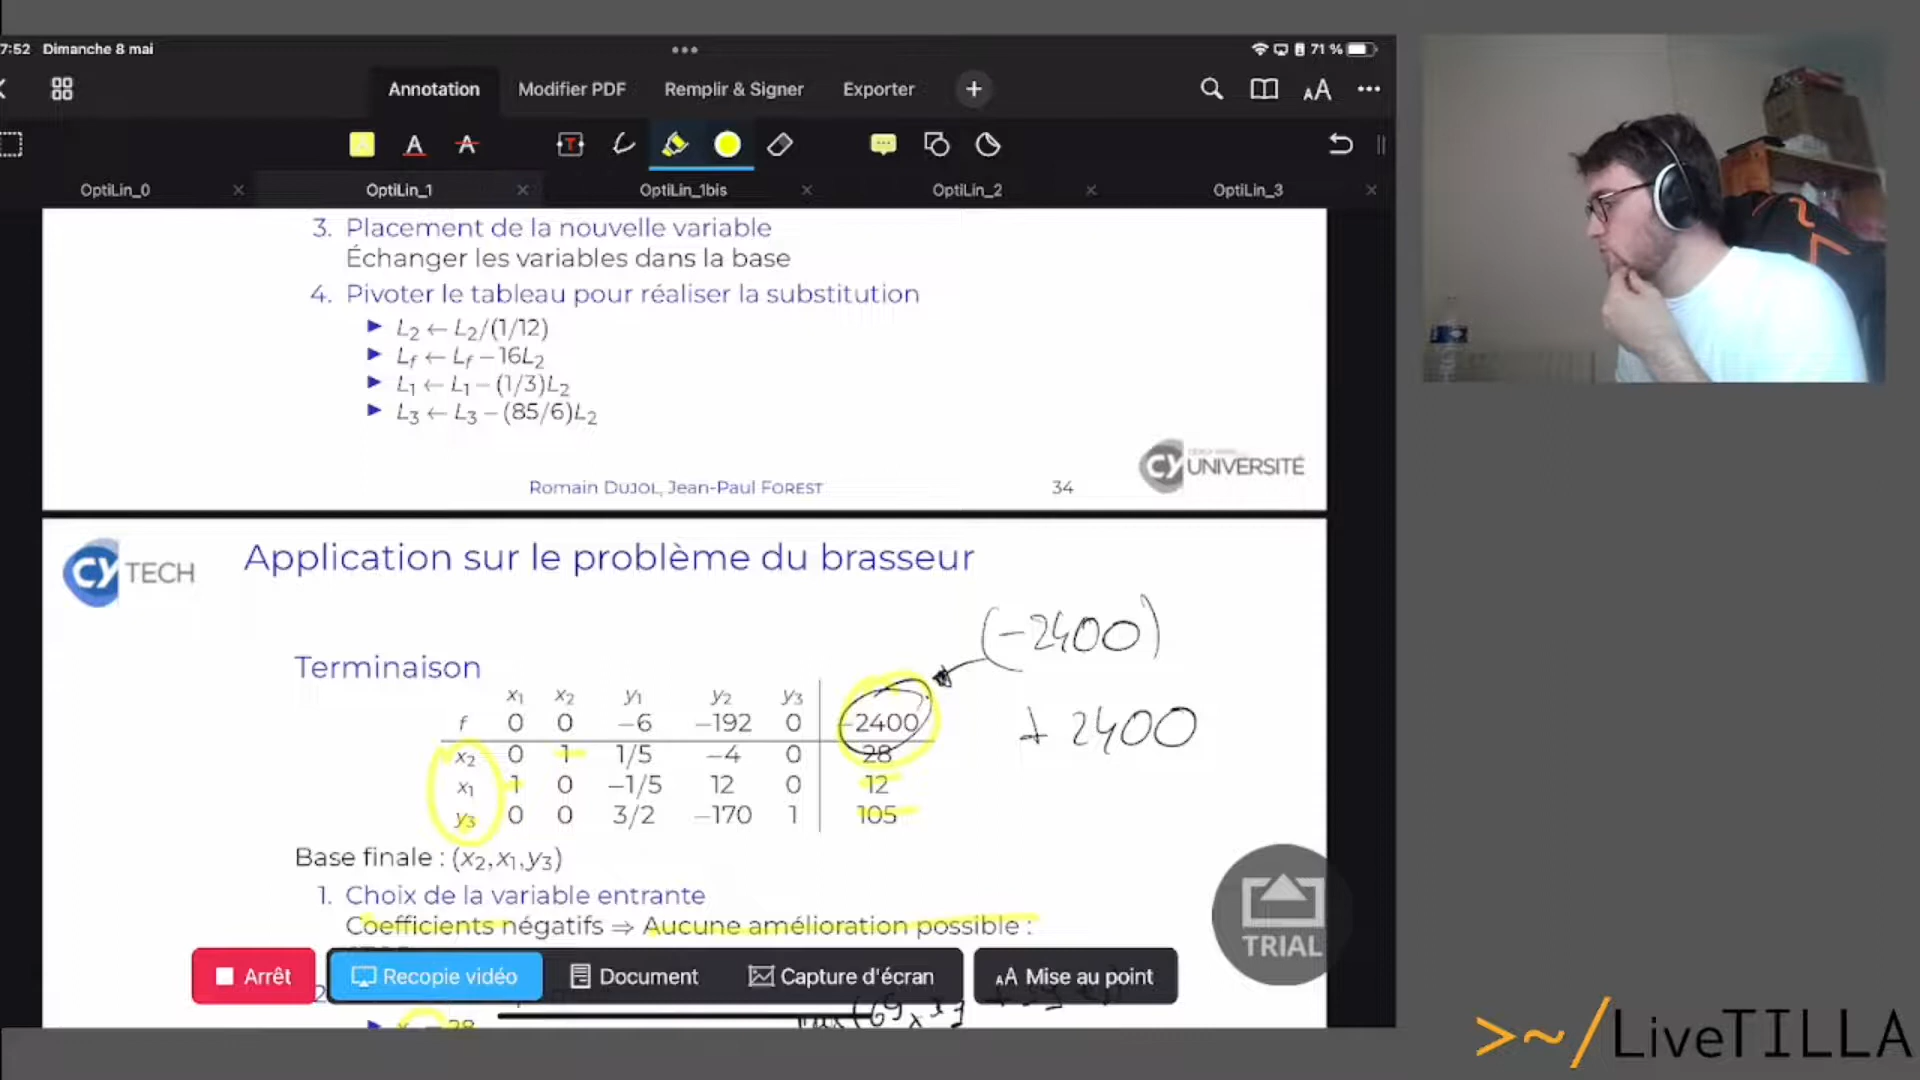 7:52 Dimanche 8 mai
71 %
Annotation Modifier PDF Remplir & Signer Exporter
OptiLin_0 OptiLin_1 OptiLin_1bis OptiLin_2 OptiLin_3
3. Placement de la nouvelle variable
Échanger les variables dans la base
4. Pivoter le tableau pour réaliser la substitution
► L₂ ← L₂/(1/12)
► L_f ← L_f − 16L₂
► L₁ ← L₁ − (1/3)L₂
► L₃ ← L₃ − (85/6)L₂
CY UNIVERSITÉ
Romain DUJOL, Jean-Paul FOREST 34
CY TECH
Application sur le problème du brasseur
(-2400)
+ 2400
Terminaison
x₁ x₂ y₁ y₂ y₃
f 0 0 −6 −192 0 −2400
x₂ 0 1 1/5 −4 0 28
x₁ 1 0 −1/5 12 0 12
y₃ 0 0 3/2 −170 1 105
Base finale : (x₂,x₁,y₃)
1. Choix de la variable entrante
Coefficients négatifs ⇒ Aucune amélioration possible :
TRIAL
Arrêt Recopie vidéo Document Capture d'écran AA Mise au point
>~/LiveTILLA